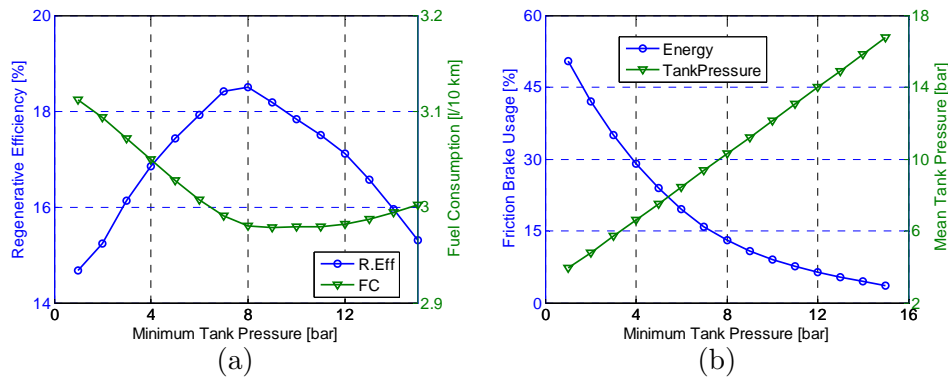 20
18
16
14
Regenerative Efficiency [%]
3.2
3.1
3
2.9
Fuel Consumption [l/10 km]
R.Eff
FC
0
4
8
12
Minimum Tank Pressure [bar]
(a)
60
45
30
15
0
Friction Brake Usage [%]
18
14
10
6
2
Mean Tank Pressure [bar]
Energy
TankPressure
0
4
8
12
16
Minimum Tank Pressure [bar]
(b)